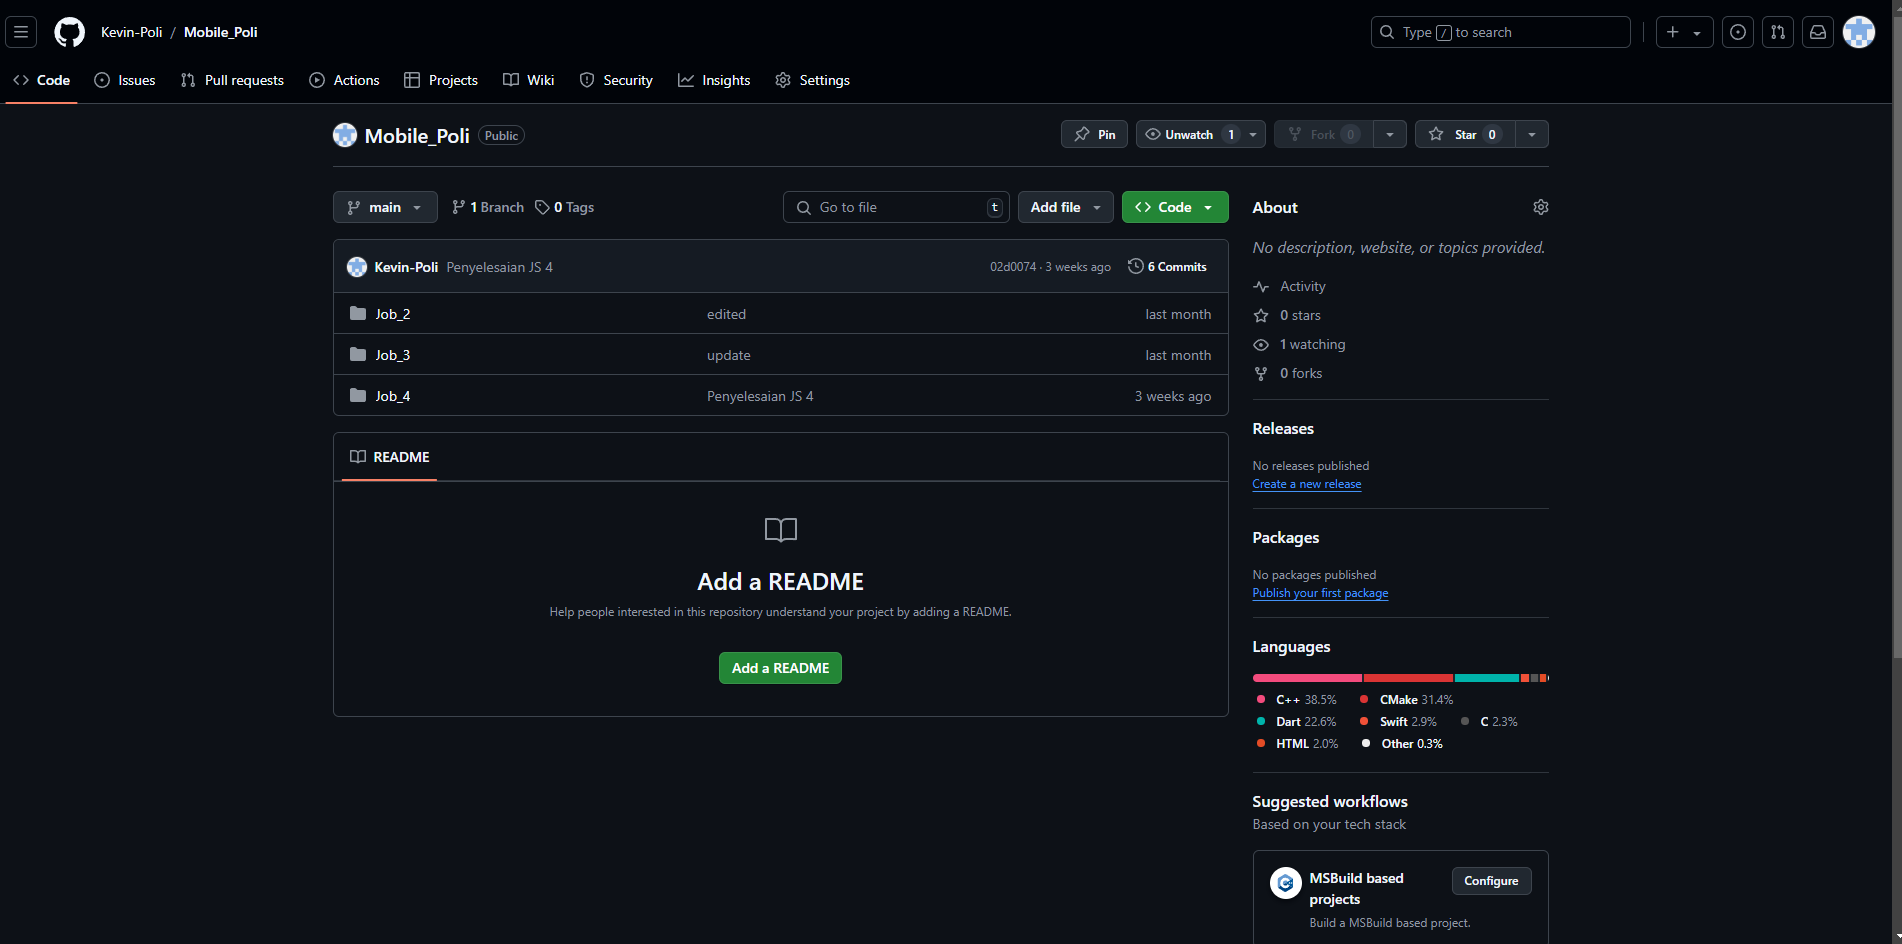 Kevin-Poli / Mobile_Poli
Type / to search
Code Issues Pull requests Actions Projects Wiki Security Insights Settings
Mobile_Poli Public
Pin Unwatch 1 Fork 0 Star 0
main 1 Branch 0 Tags
Go to file t Add file Code
Kevin-Poli Penyelesaian JS 4 02d0074 · 3 weeks ago 6 Commits
Job_2 edited last month
Job_3 update last month
Job_4 Penyelesaian JS 4 3 weeks ago
README
Add a README
Help people interested in this repository understand your project by adding a README.
Add a README
About
No description, website, or topics provided.
Activity
0 stars
1 watching
0 forks
Releases
No releases published
Create a new release
Packages
No packages published
Publish your first package
Languages
C++ 38.5% CMake 31.4%
Dart 22.6% Swift 2.9% C 2.3%
HTML 2.0% Other 0.3%
Suggested workflows
Based on your tech stack
MSBuild based
projects
Configure
Build a MSBuild based project.